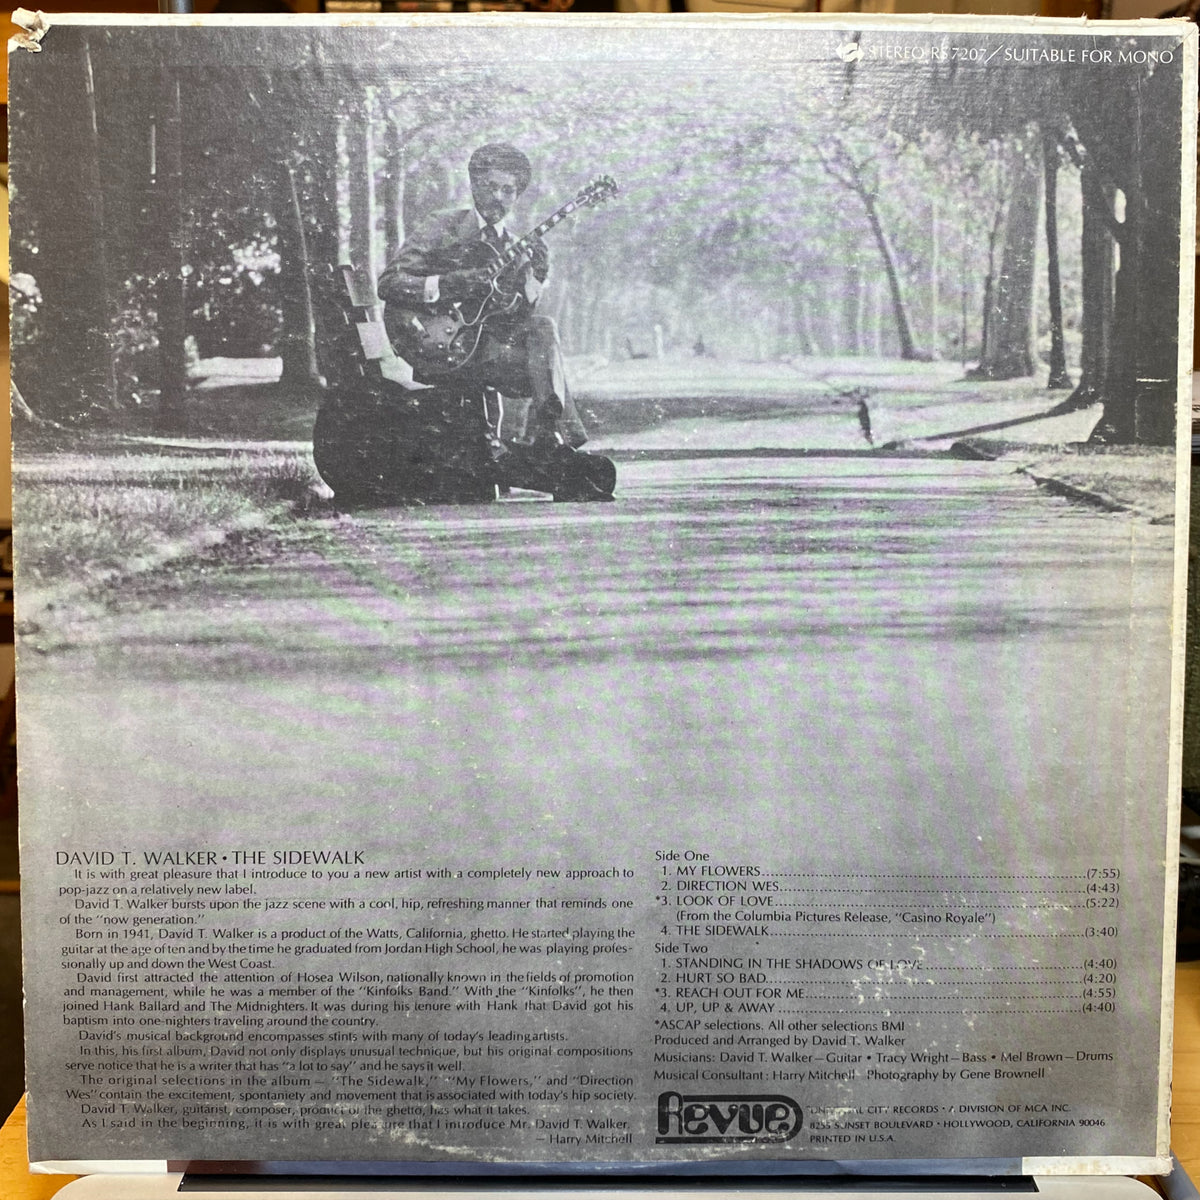 STEREO RS 7207/SUITABLE FOR MONO
DAVID T. WALKER • THE SIDEWALK
It is with great pleasure that I introduce to you a new artist with a completely new approach to
pop-jazz on a relatively new label.
David T. Walker bursts upon the jazz scene with a cool, hip, refreshing manner that reminds one
of the "now generation."
Born in 1941, David T. Walker is a product of the Watts, California, ghetto. He started playing the
guitar at the age of ten and by the time he graduated from Jordan High School, he was playing profes-
sionally up and down the West Coast.
David first attracted the attention of Hosea Wilson, nationally known in the fields of promotion
and management, while he was a member of the "Kinfolks Band." With the "Kinfolks", he then
joined Hank Ballard and The Midnighters. It was during his tenure with Hank that David got his
baptism into one-nighters traveling around the country.
David's musical background encompasses stints with many of today's leading artists.
In this, his first album, David not only displays unusual technique, but his original compositions
serve notice that he is a writer that has "a lot to say" and he says it well.
The original selections in the album — "The Sidewalk," "My Flowers," and "Direction
Wes" contain the excitement, spontaniety and movement that is associated with today's hip society.
David T. Walker, guitarist, composer, product of the ghetto, has what it takes.
As I said in the beginning, it is with great pleasure that I introduce Mr. David T. Walker.
— Harry Mitchell
Side One
1. MY FLOWERS (7:55)
2. DIRECTION WES (4:43)
*3. LOOK OF LOVE (5:22)
(From the Columbia Pictures Release, "Casino Royale")
4. THE SIDEWALK (3:40)
Side Two
1. STANDING IN THE SHADOWS OF LOVE (4:40)
2. HURT SO BAD (4:20)
*3. REACH OUT FOR ME (4:55)
4. UP, UP & AWAY (4:40)
*ASCAP selections. All other selections BMI
Produced and Arranged by David T. Walker
Musicians: David T. Walker—Guitar • Tracy Wright—Bass • Mel Brown—Drums
Musical Consultant: Harry Mitchell Photography by Gene Brownell
Revue
UNIVERSAL CITY RECORDS • A DIVISION OF MCA INC.
8255 SUNSET BOULEVARD • HOLLYWOOD, CALIFORNIA 90046
PRINTED IN U.S.A.